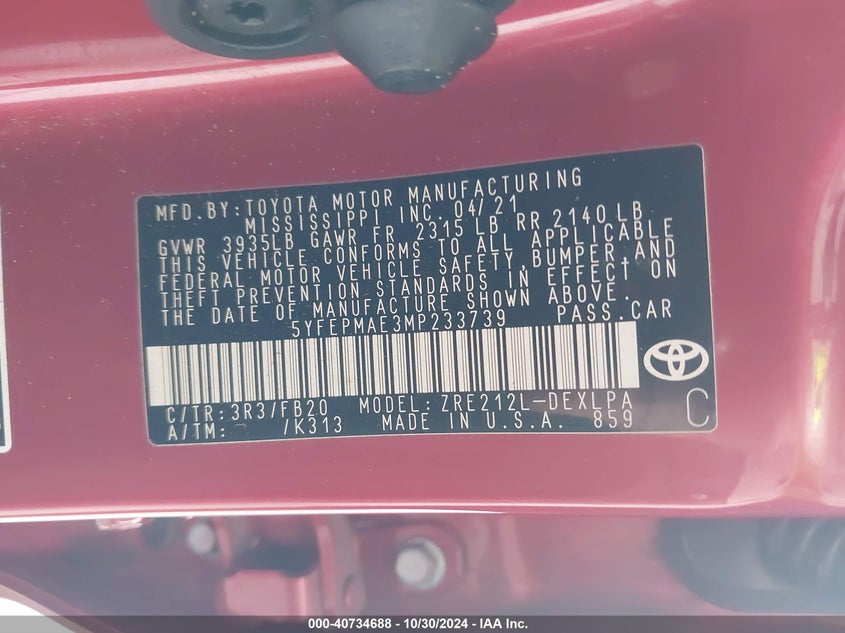 MFD. BY: TOYOTA MOTOR MANUFACTURING
MISSISSIPPI INC. 04/21
GVWR 3935LB GAWR FR 2315 LB RR 2140 LB
THIS VEHICLE CONFORMS TO ALL APPLICABLE
FEDERAL MOTOR VEHICLE SAFETY, BUMPER, AND
THEFT PREVENTION STANDARDS IN EFFECT ON
THE DATE OF MANUFACTURE SHOWN ABOVE.
5YFEPMAE3MP233739 PASS. CAR
C/TR: 3R3/FB20 MODEL: ZRE212L-DEXLPA
A/TM: /K313 MADE IN U.S.A. 859
C
000-40734688 - 10/30/2024 - IAA Inc.